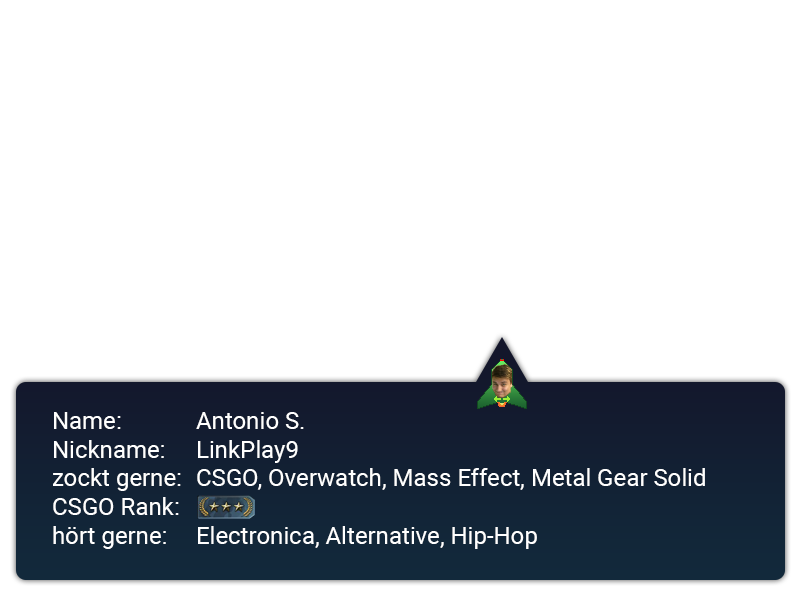 Name: Antonio S.
Nickname: LinkPlay9
zockt gerne: CSGO, Overwatch, Mass Effect, Metal Gear Solid
CSGO Rank:
hört gerne: Electronica, Alternative, Hip-Hop